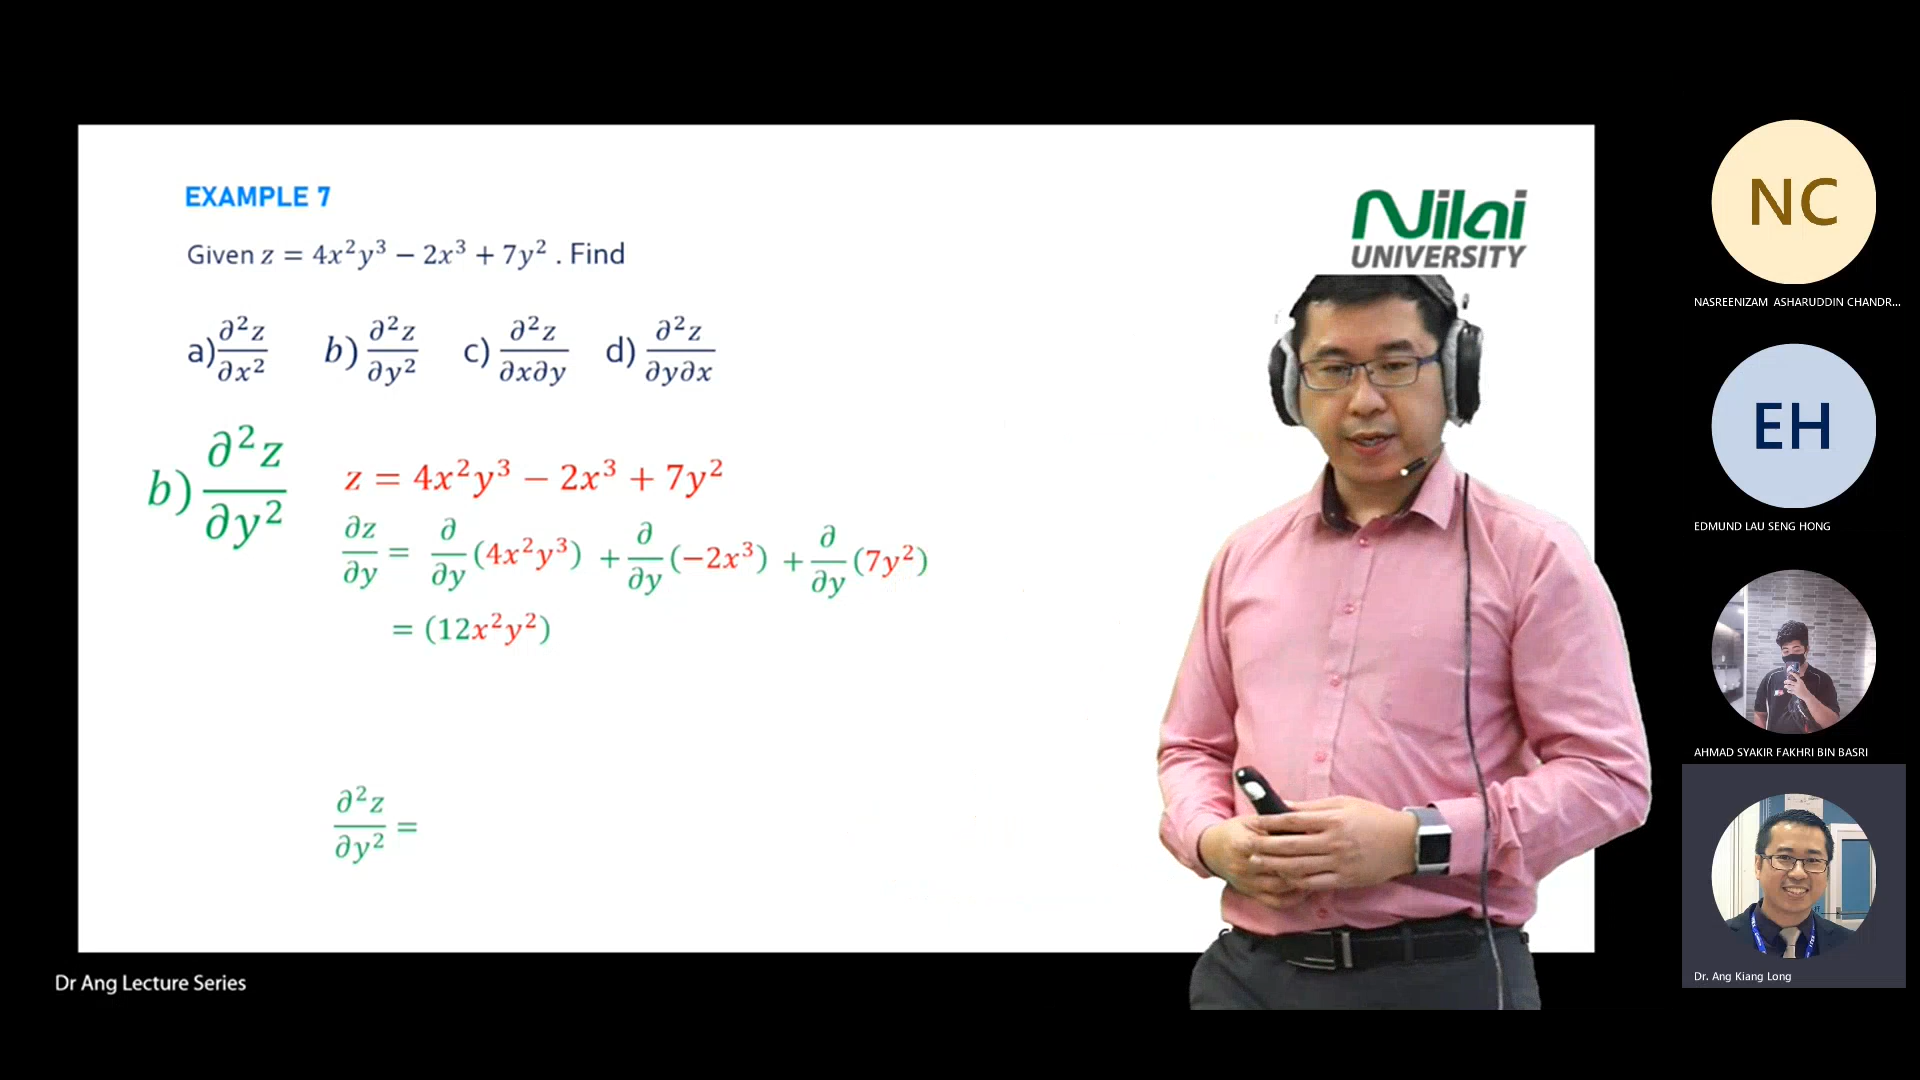 EXAMPLE 7
Given z = 4x²y³ − 2x³ + 7y² . Find
a) ∂²z/∂x² b) ∂²z/∂y² c) ∂²z/∂x∂y d) ∂²z/∂y∂x
b) ∂²z/∂y²
z = 4x²y³ − 2x³ + 7y²
∂z/∂y = ∂/∂y (4x²y³) + ∂/∂y (−2x³) + ∂/∂y (7y²)
= (12x²y²)
∂²z/∂y² =
Nilai
UNIVERSITY
Dr Ang Lecture Series
NC
NASREENIZAM ASHARUDDIN CHANDR...
EH
EDMUND LAU SENG HONG
AHMAD SYAKIR FAKHRI BIN BASRI
Dr. Ang Kiang Long